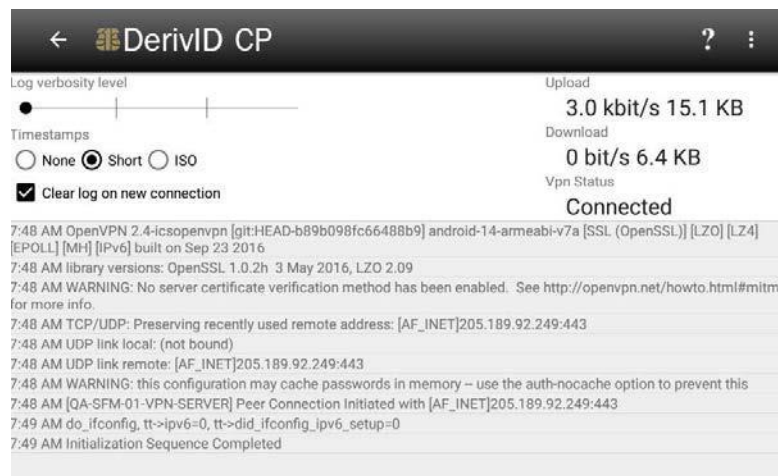 DerivID CP
?
Log verbosity level
Timestamps
None Short ISO
Clear log on new connection
Upload
3.0 kbit/s 15.1 KB
Download
0 bit/s 6.4 KB
Vpn Status
Connected
7:48 AM OpenVPN 2.4-icsopenvpn [git:HEAD-b89b098fc66488b9] android-14-armeabi-v7a [SSL (OpenSSL)] [LZO] [LZ4]
[EPOLL] [MH] [IPv6] built on Sep 23 2016
7:48 AM library versions: OpenSSL 1.0.2h 3 May 2016, LZO 2.09
7:48 AM WARNING: No server certificate verification method has been enabled. See http://openvpn.net/howto.html#mitm
for more info.
7:48 AM TCP/UDP: Preserving recently used remote address: [AF_INET]205.189.92.249:443
7:48 AM UDP link local: (not bound)
7:48 AM UDP link remote: [AF_INET]205.189.92.249:443
7:48 AM WARNING: this configuration may cache passwords in memory -- use the auth-nocache option to prevent this
7:48 AM [QA-SFM-01-VPN-SERVER] Peer Connection Initiated with [AF_INET]205.189.92.249:443
7:49 AM do_ifconfig, tt->ipv6=0, tt->did_ifconfig_ipv6_setup=0
7:49 AM Initialization Sequence Completed